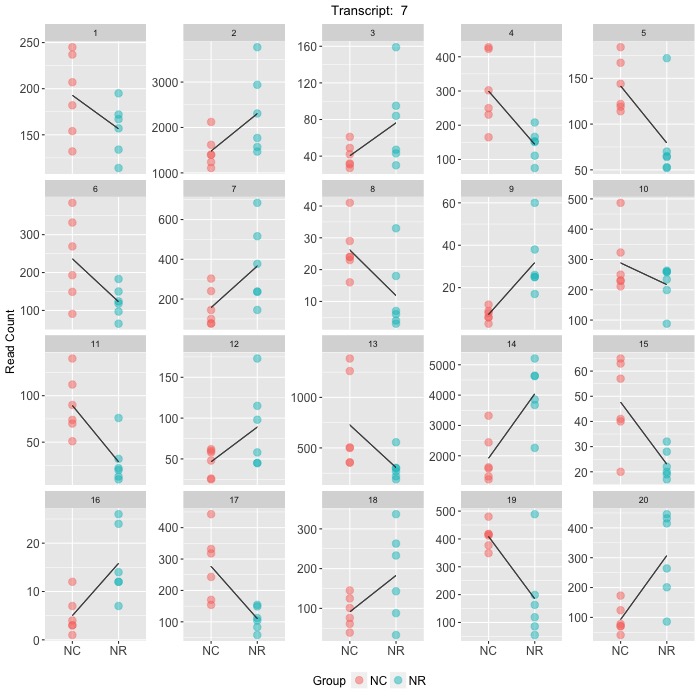 Transcript: 7
1 2 3 4 5
250 3000 160 400 150
200 2000 120 300 100
150 1000 80 200 50
40 100
6 7 8 9 10
300 600 40 60 500
200 400 30 40 400
100 200 20 20 300
10 200
100
Read Count
11 12 13 14 15
100 150 1000 5000 60
50 100 500 4000 50
50 3000 40
2000 30
20
16 17 18 19 20
20 400 300 500 400
10 300 200 400 300
0 200 100 300 200
100 200 100
100
NC NR NC NR NC NR NC NR NC NR
Group NC NR